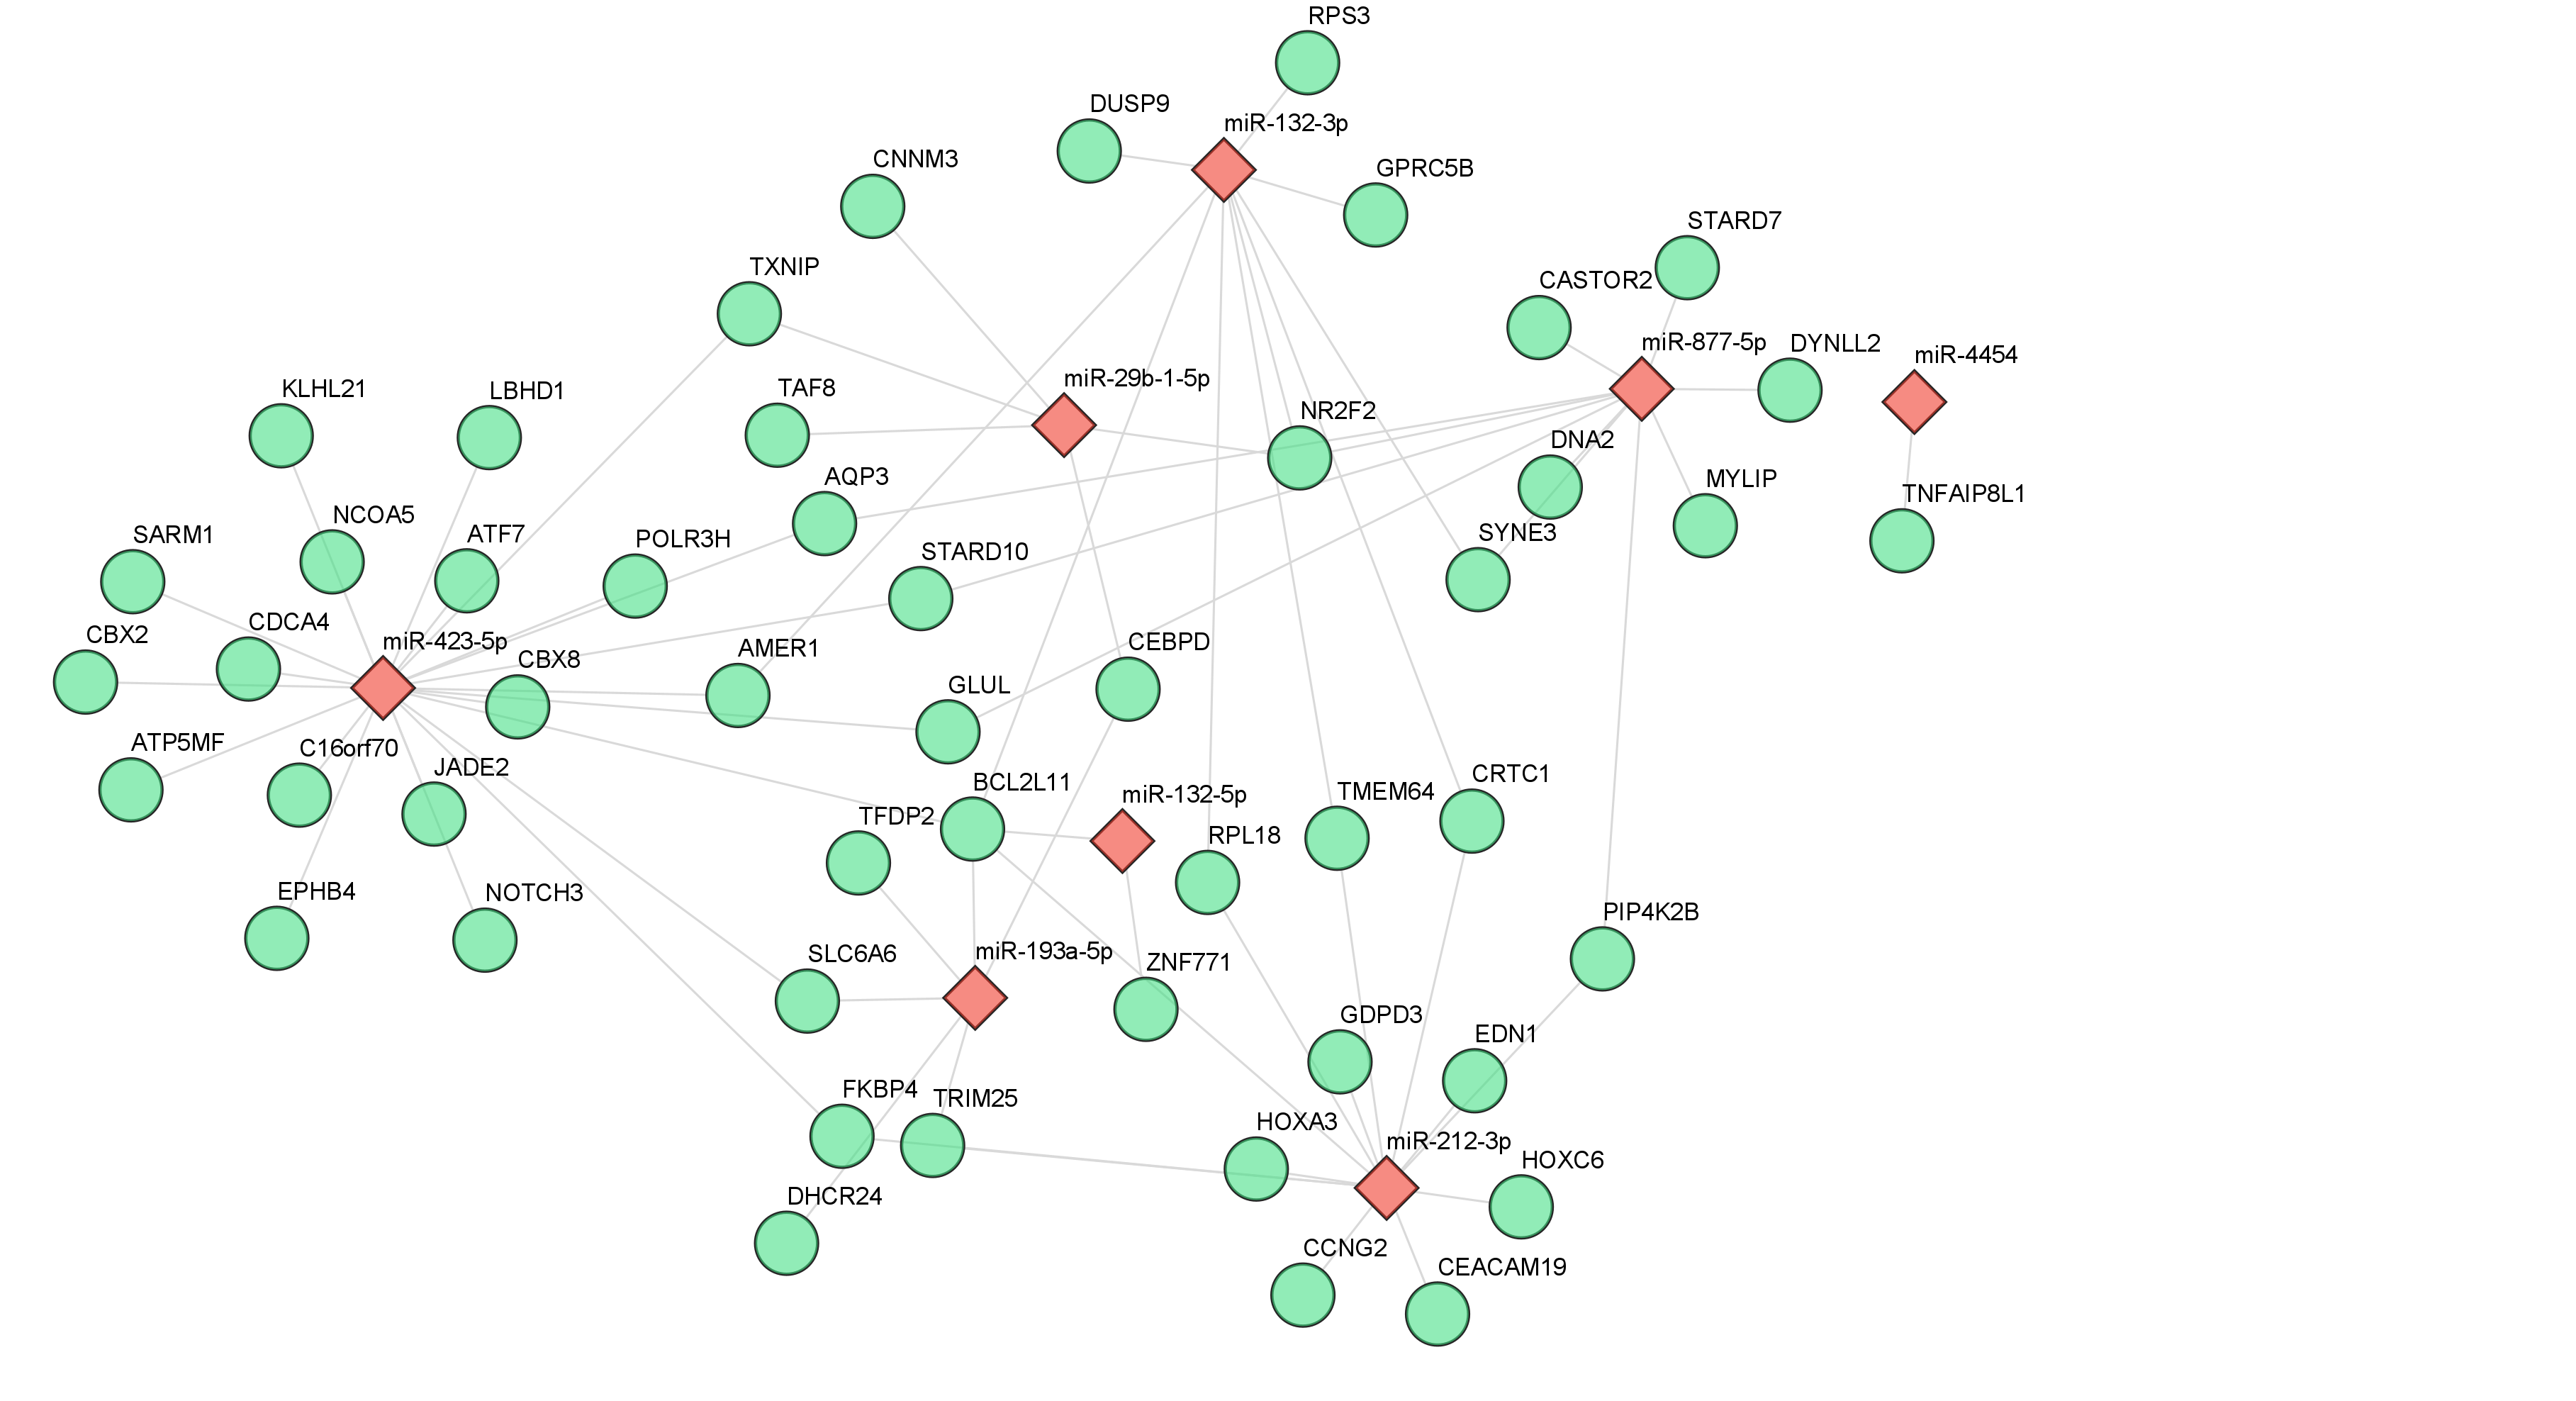 RPS3
DUSP9
miR-132-3p
CNNM3
GPRC5B
STARD7
TXNIP
CASTOR2
miR-877-5p
DYNLL2
miR-4454
KLHL21
LBHD1
TAF8
miR-29b-1-5p
NR2F2
DNA2
AQP3
MYLIP
TNFAIP8L1
NCOA5
SARM1
ATF7
POLR3H
STARD10
SYNE3
CBX2
CDCA4
miR-423-5p
CBX8
AMER1
CEBPD
GLUL
ATP5MF
C16orf70
JADE2
BCL2L11
TFDP2
miR-132-5p
RPL18
TMEM64
CRTC1
EPHB4
NOTCH3
PIP4K2B
SLC6A6
miR-193a-5p
ZNF771
GDPD3
EDN1
FKBP4
TRIM25
HOXA3
miR-212-3p
HOXC6
DHCR24
CCNG2
CEACAM19